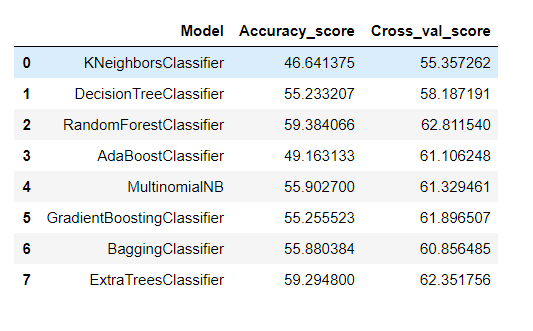 Model Accuracy_score Cross_val_score
0 KNeighborsClassifier 46.641375 55.357262
1 DecisionTreeClassifier 55.233207 58.187191
2 RandomForestClassifier 59.384066 62.811540
3 AdaBoostClassifier 49.163133 61.106248
4 MultinomialNB 55.902700 61.329461
5 GradientBoostingClassifier 55.255523 61.896507
6 BaggingClassifier 55.880384 60.856485
7 ExtraTreesClassifier 59.294800 62.351756